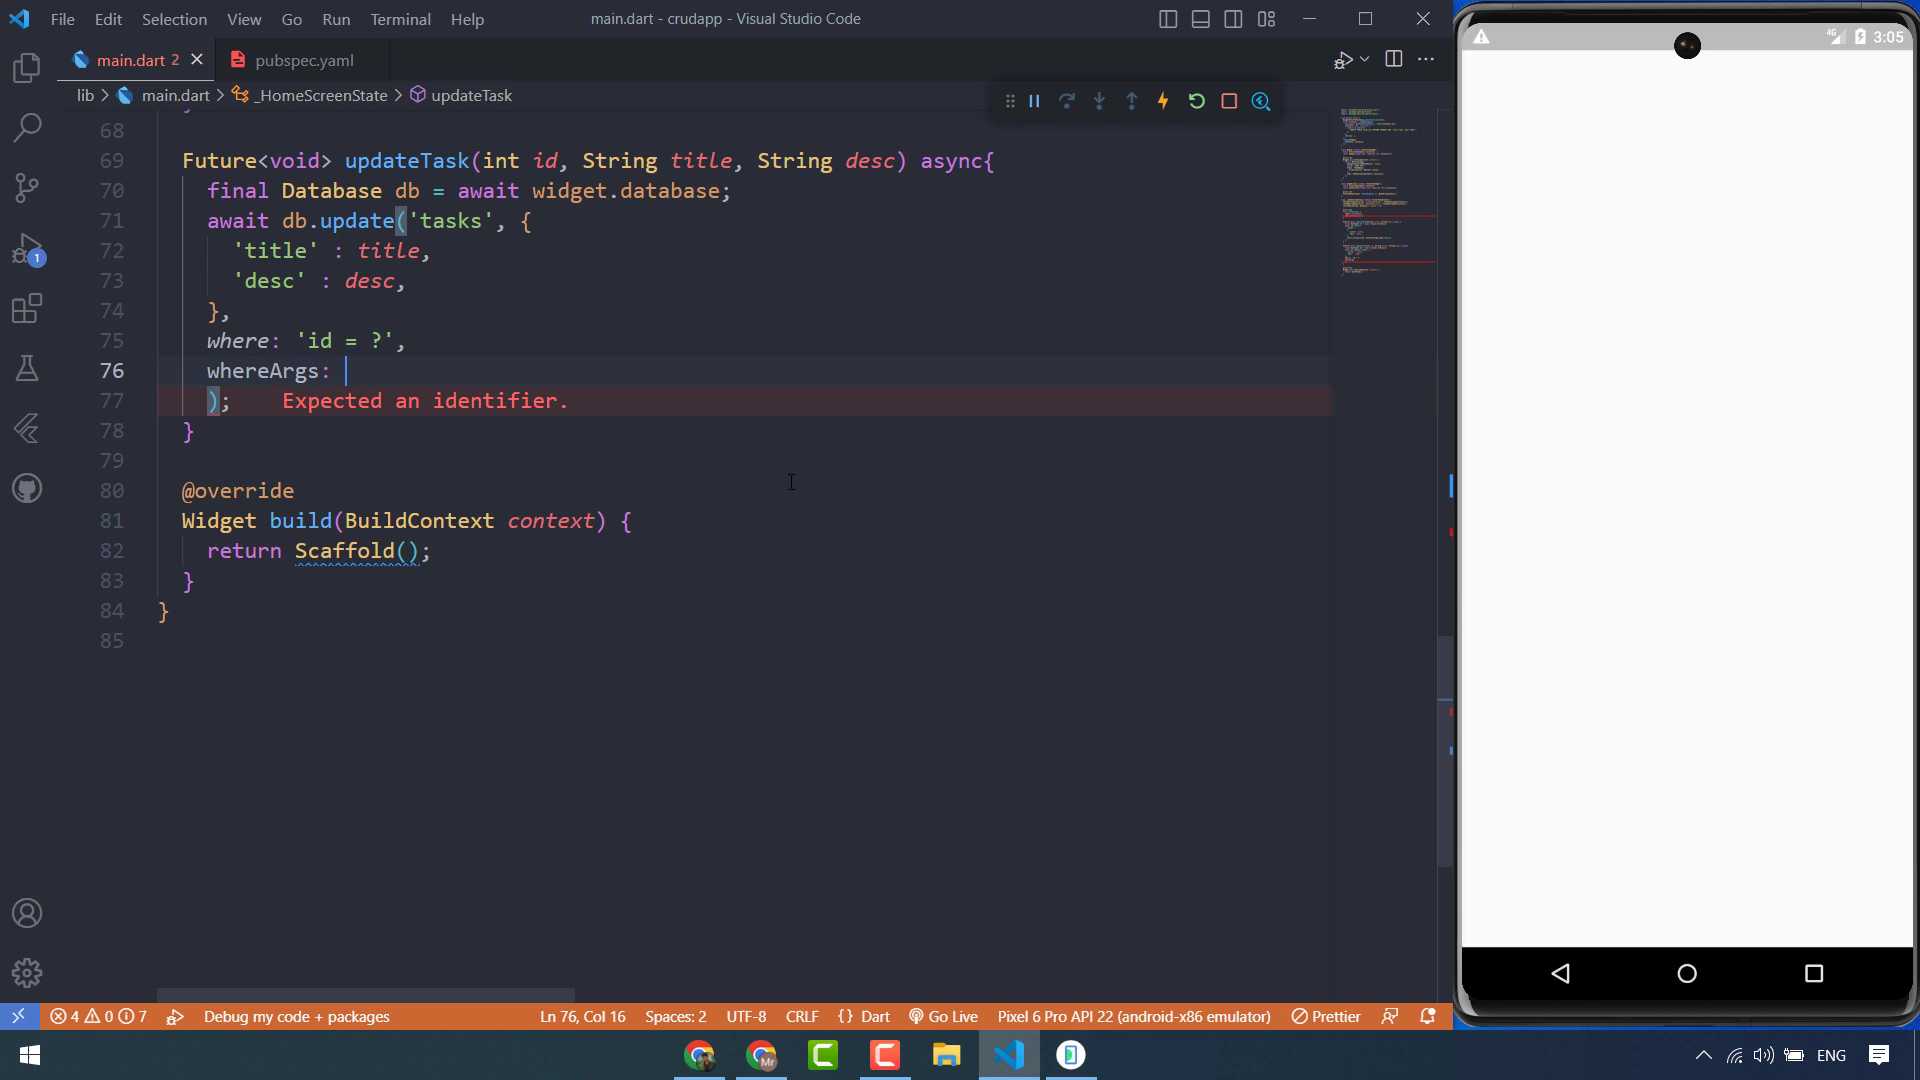 File Edit Selection View Go Run Terminal Help main.dart - crudapp - Visual Studio Code
main.dart 2 pubspec.yaml
lib > main.dart > _HomeScreenState > updateTask
68
69 Future<void> updateTask(int id, String title, String desc) async{
70 final Database db = await widget.database;
71 await db.update('tasks', {
72 'title' : title,
73 'desc' : desc,
74 },
75 where: 'id = ?',
76 whereArgs:
77 ); Expected an identifier.
78 }
79
80 @override
81 Widget build(BuildContext context) {
82 return Scaffold();
83 }
84 }
85
1
4G 3:05
4 0 7 Debug my code + packages Ln 76, Col 16 Spaces: 2 UTF-8 CRLF {} Dart Go Live Pixel 6 Pro API 22 (android-x86 emulator) Prettier
Mr
ENG